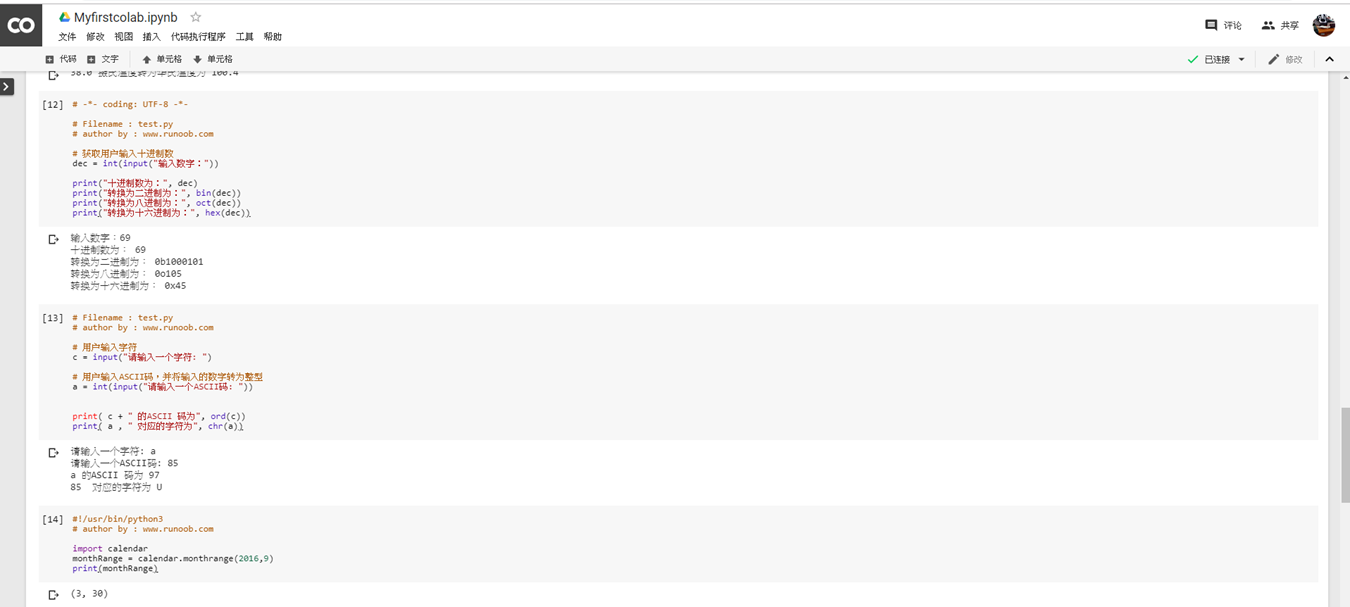 CO Myfirstcolab.ipynb
文件 修改 视图 插入 代码执行程序 工具 帮助
评论 共享
代码 文字 单元格 单元格
已连接 修改
38.0 摄氏温度转为华氏温度为 100.4
[12] # -*- coding: UTF-8 -*-
# Filename : test.py
# author by : www.runoob.com
# 获取用户输入十进制数
dec = int(input("输入数字："))
print("十进制数为：", dec)
print("转换为二进制为：", bin(dec))
print("转换为八进制为：", oct(dec))
print("转换为十六进制为：", hex(dec))
输入数字：69
十进制数为： 69
转换为二进制为： 0b1000101
转换为八进制为： 0o105
转换为十六进制为： 0x45
[13] # Filename : test.py
# author by : www.runoob.com
# 用户输入字符
c = input("请输入一个字符: ")
# 用户输入ASCII码，并将输入的数字转为整型
a = int(input("请输入一个ASCII码: "))
print( c + " 的ASCII 码为", ord(c))
print( a , " 对应的字符为", chr(a))
请输入一个字符: a
请输入一个ASCII码: 85
a 的ASCII 码为 97
85  对应的字符为 U
[14] #!/usr/bin/python3
# author by : www.runoob.com
import calendar
monthRange = calendar.monthrange(2016,9)
print(monthRange)
(3, 30)